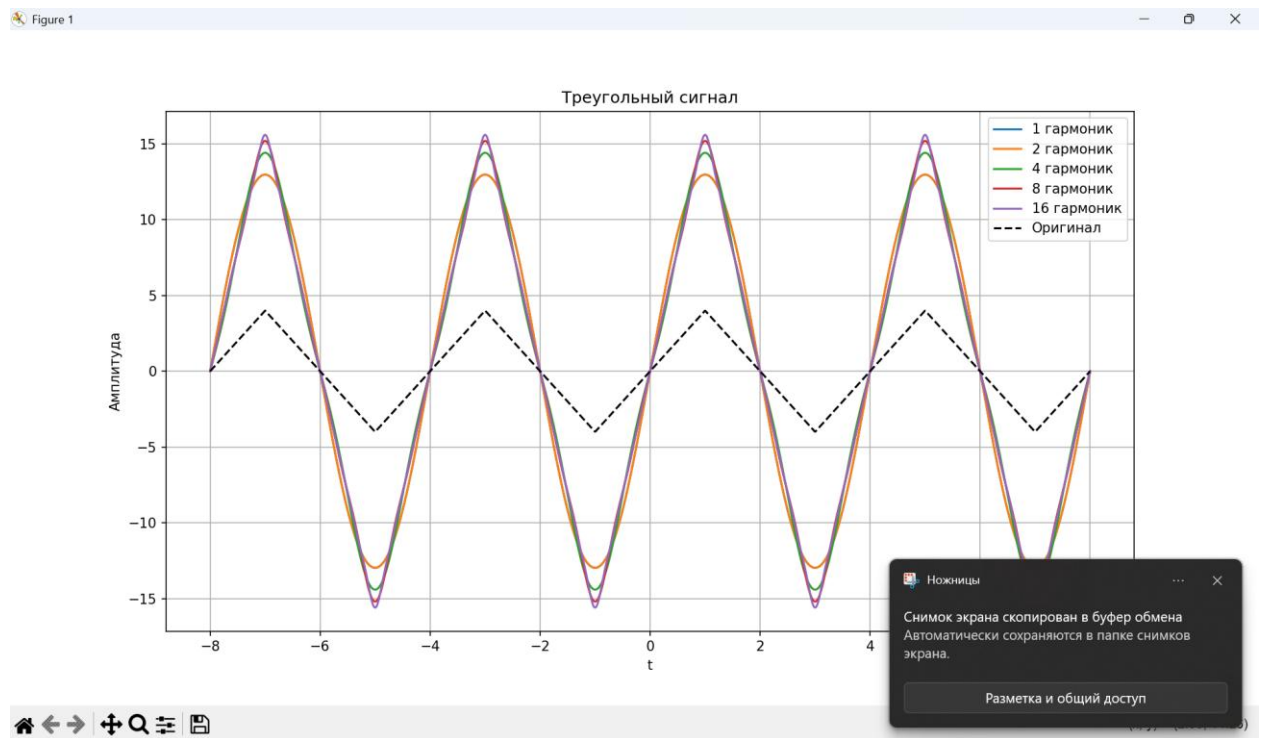 Figure 1
Треугольный сигнал
15
10
5
0
−5
−10
−15
Амплитуда
−8
−6
−4
−2
0
2
4
t
1 гармоник
2 гармоник
4 гармоник
8 гармоник
16 гармоник
Оригинал
Ножницы
Снимок экрана скопирован в буфер обмена
Автоматически сохраняются в папке снимков
экрана.
Разметка и общий доступ